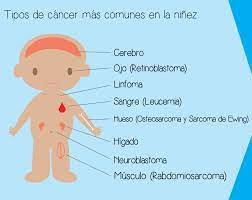 Tipos de càncer más comunes en la niñez
Cerebro
Ojo (Retinoblastoma)
Linfoma
Sangre (Leucemia)
Hueso (Osteosarcoma y Sarcoma de Ewing)
Hígado
Neuroblastoma
Músculo (Rabdomiosarcoma)